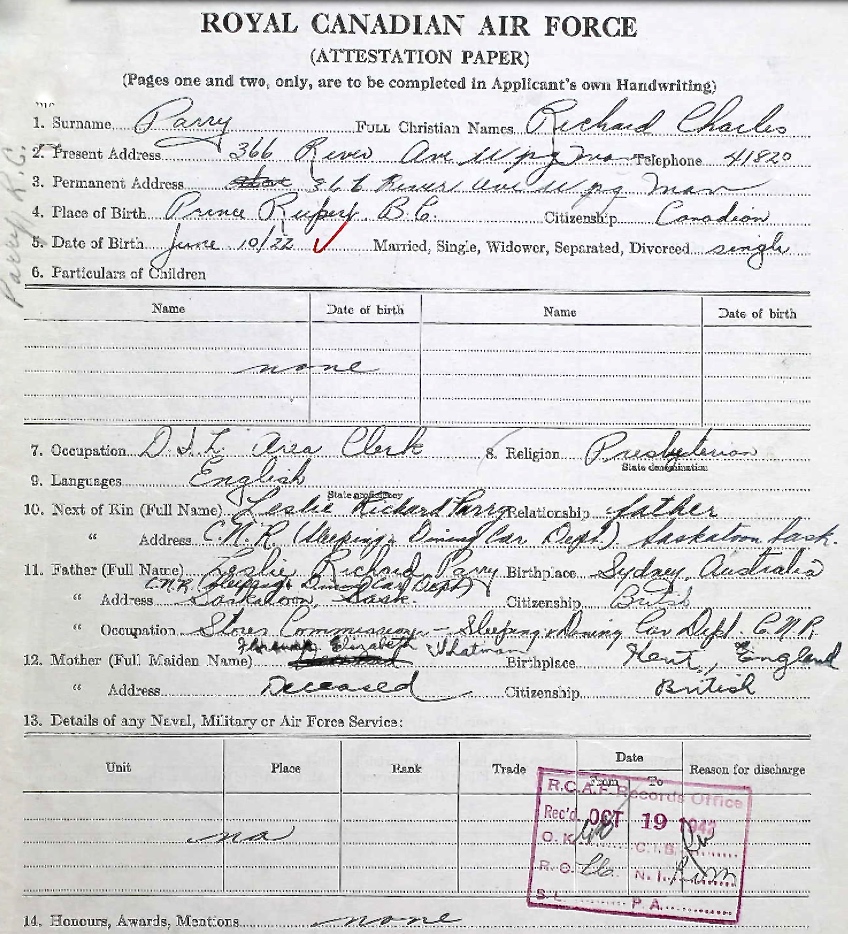 ROYAL CANADIAN AIR FORCE
(ATTESTATION PAPER)
(Pages one and two, only, are to be completed in Applicant's own Handwriting)
Parry, R.C.
1. Surname Parry FULL Christian Names Richard Charles
2. Present Address 366 River Ave Wpg Man Telephone 41820
3. Permanent Address above 366 River Ave Wpg Man
4. Place of Birth Prince Rupert B.C. Citizenship Canadian
5. Date of Birth June 10/22 ✓ Married, Single, Widower, Separated, Divorced single
6. Particulars of Children
Name Date of birth Name Date of birth
none
7. Occupation D.I.L. Area Clerk 8. Religion Presbyterian
State denomination
9. Languages English
State proficiency
10. Next of Kin (Full Name) Leslie Richard Parry Relationship father
" Address C.N.R. (Sleeping & Dining Car Dept.) Saskatoon Sask.
11. Father (Full Name) Leslie Richard Parry Birthplace Sydney, Australia
C.N.R. Sleeping & Dining Car Dept
" Address Saskatoon, Sask. Citizenship British
" Occupation Stores Commissary - Sleeping & Dining Car Dept C.N.R.
Elizabeth Whatman
12. Mother (Full Maiden Name) Birthplace Kent, England
" Address Deceased Citizenship British
13. Details of any Naval, Military or Air Force Service:
Unit Place Rank Trade Date From To Reason for discharge
R.C.A.F. Records Office
Rec'd OCT 19 194
na
O.K. C.I.B.
R.O. N.I.
S.L. P.A.
14. Honours, Awards, Mentions none